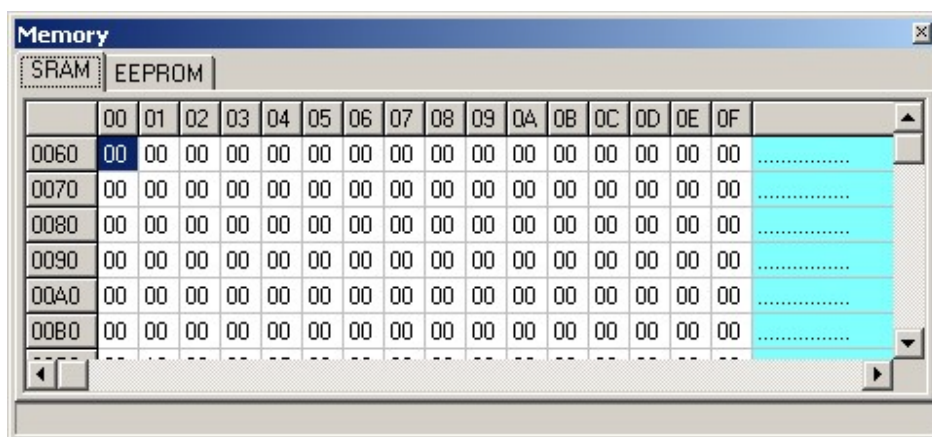 Memory
SRAM EEPROM
00 01 02 03 04 05 06 07 08 09 0A 0B 0C 0D 0E 0F
0060 00 00 00 00 00 00 00 00 00 00 00 00 00 00 00 00 ................
0070 00 00 00 00 00 00 00 00 00 00 00 00 00 00 00 00 ................
0080 00 00 00 00 00 00 00 00 00 00 00 00 00 00 00 00 ................
0090 00 00 00 00 00 00 00 00 00 00 00 00 00 00 00 00 ................
00A0 00 00 00 00 00 00 00 00 00 00 00 00 00 00 00 00 ................
00B0 00 00 00 00 00 00 00 00 00 00 00 00 00 00 00 00 ................